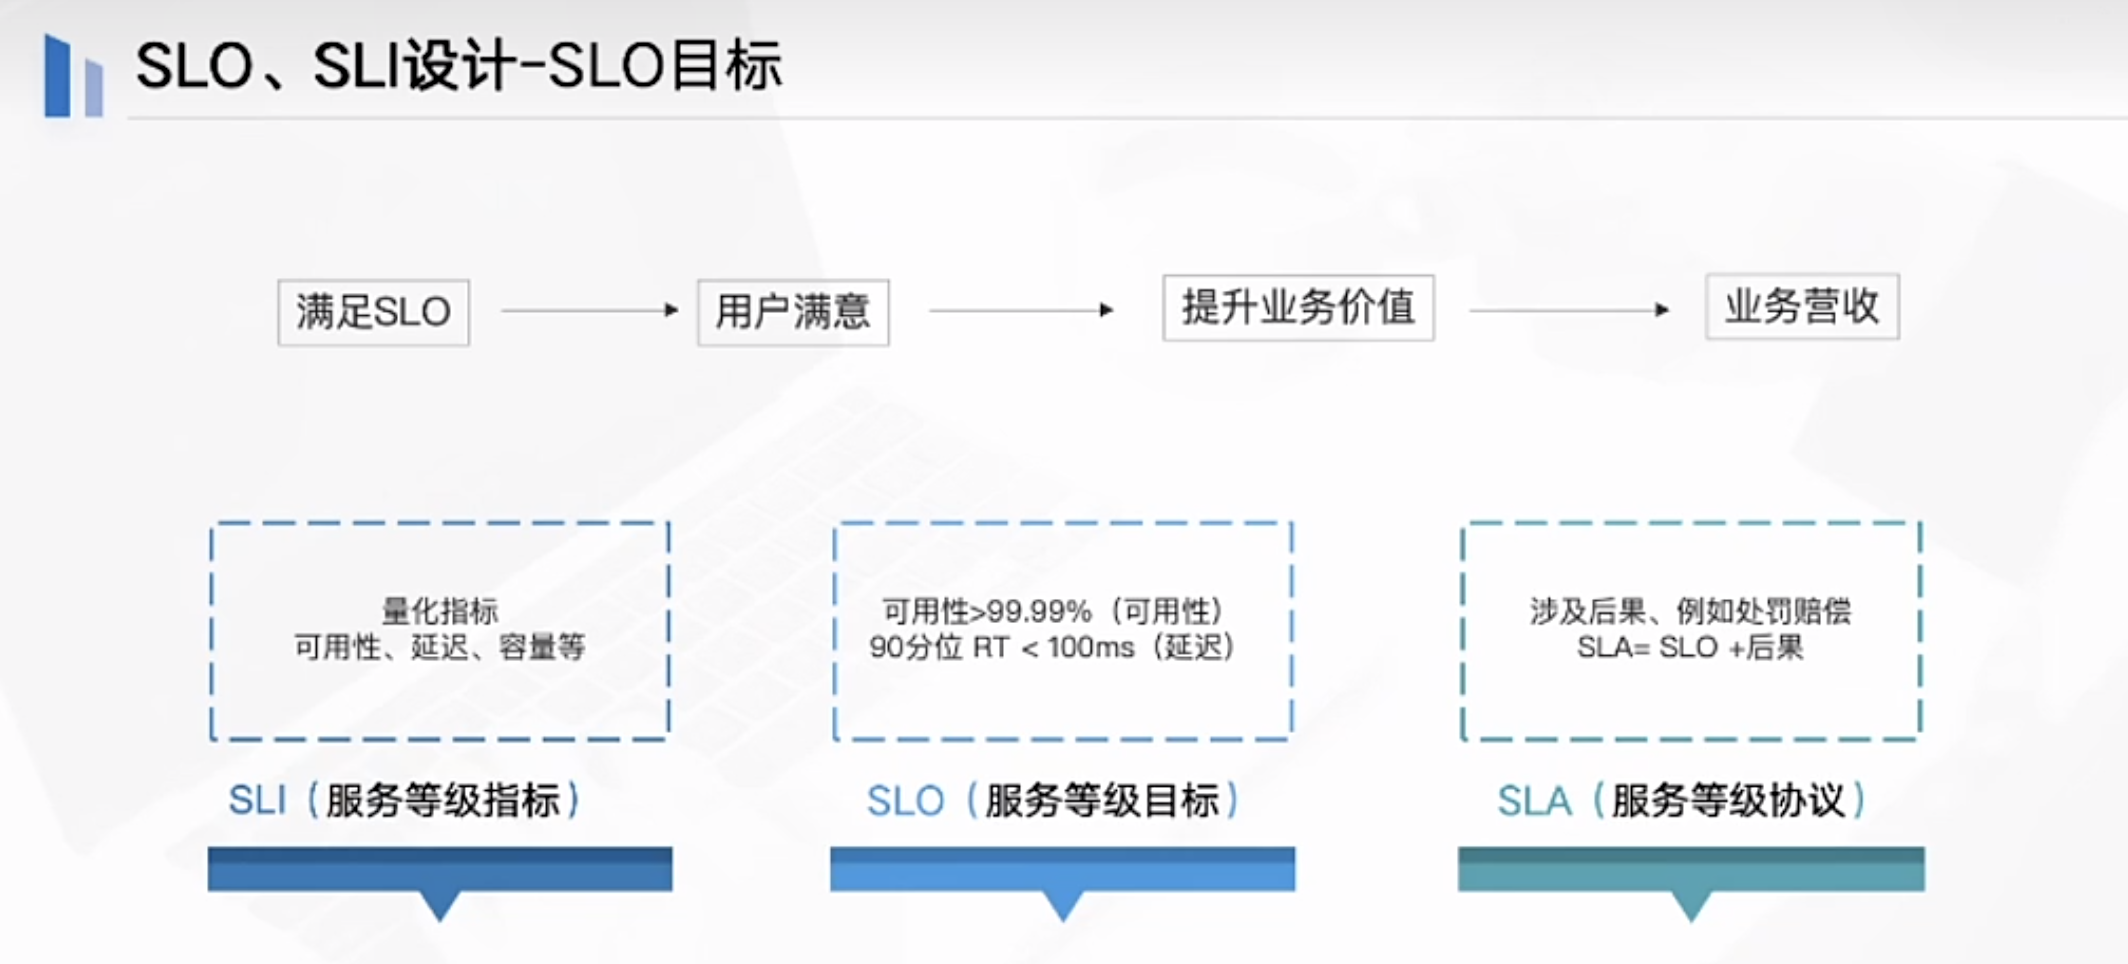 SLO、SLI设计-SLO目标
满足SLO
用户满意
提升业务价值
业务营收
量化指标
可用性、延迟、容量等
SLI（服务等级指标）
可用性>99.99%（可用性）
90分位 RT < 100ms（延迟）
SLO（服务等级目标）
涉及后果、例如处罚赔偿
SLA= SLO +后果
SLA（服务等级协议）